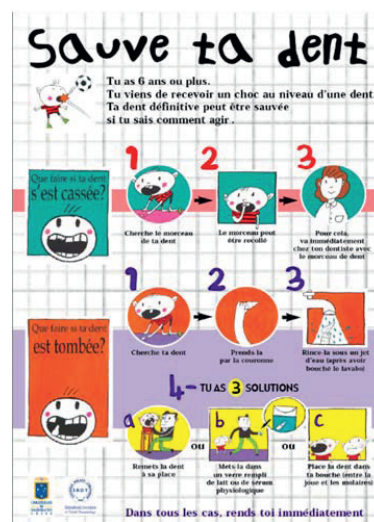 Sauve ta dent
Tu as 6 ans ou plus.
Tu viens de recevoir un choc au niveau d'une dent
Ta dent définitive peut être sauvée
si tu sais comment agir.
Que faire si ta dent
s'est cassée?
1
2
3
Cherche le morceau
de ta dent
Le morceau peut
être recollé
Pour cela,
va immédiatement
chez ton dentiste avec
le morceau de dent
Que faire si ta dent
est tombée?
1
2
3
Cherche ta dent
Prends la
par la couronne
Rince-la sous un jet
d'eau (après avoir
bouché le lavabo)
4- TU AS 3 SOLUTIONS
a
ou
b
ou
c
Remets la dent
à sa place
Mets la dans
un verre rempli
de lait ou de sérum
physiologique
Place la dent dans
ta bouche (entre la
joue et les molaires)
Dans tous les cas, rends toi immédiatement